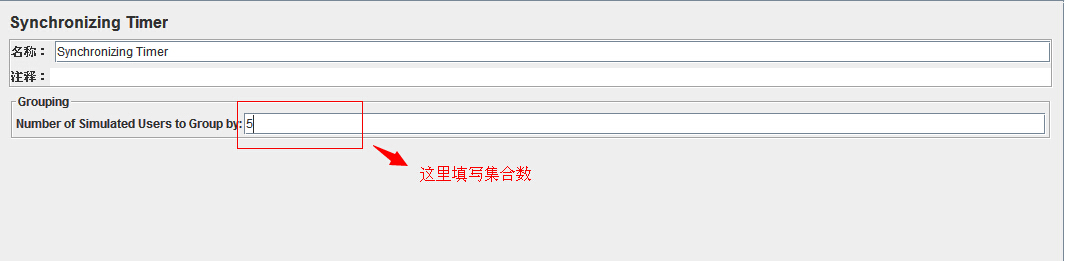 Synchronizing Timer
名称： Synchronizing Timer
注释：
Grouping
Number of Simulated Users to Group by: 5
这里填写集合数